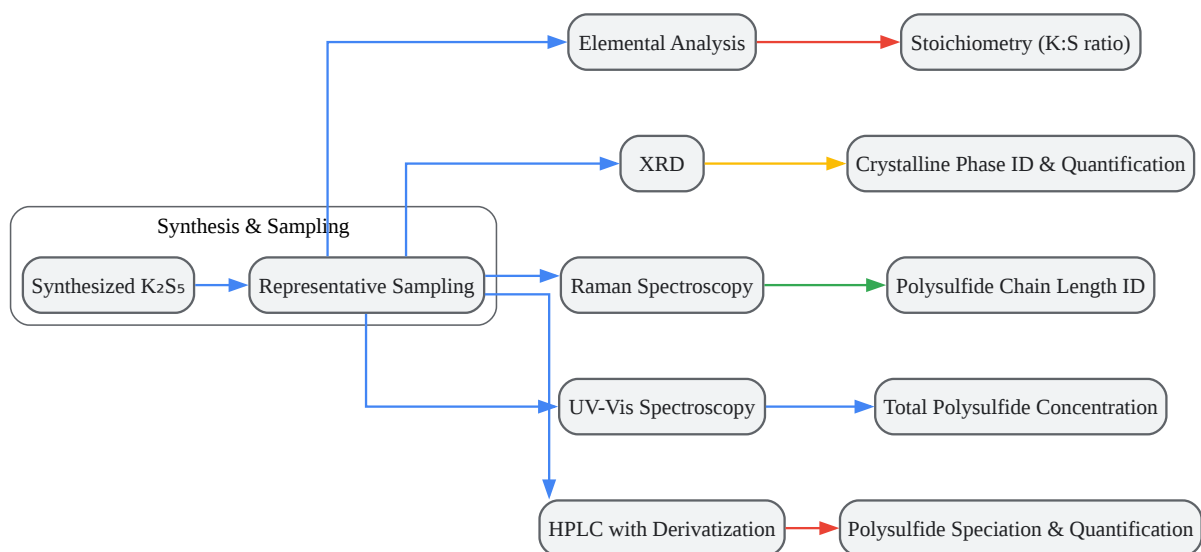 Elemental Analysis
Stoichiometry (K:S ratio)
XRD
Crystalline Phase ID & Quantification
Synthesis & Sampling
Synthesized K₂S₅
Representative Sampling
Raman Spectroscopy
Polysulfide Chain Length ID
UV-Vis Spectroscopy
Total Polysulfide Concentration
HPLC with Derivatization
Polysulfide Speciation & Quantification